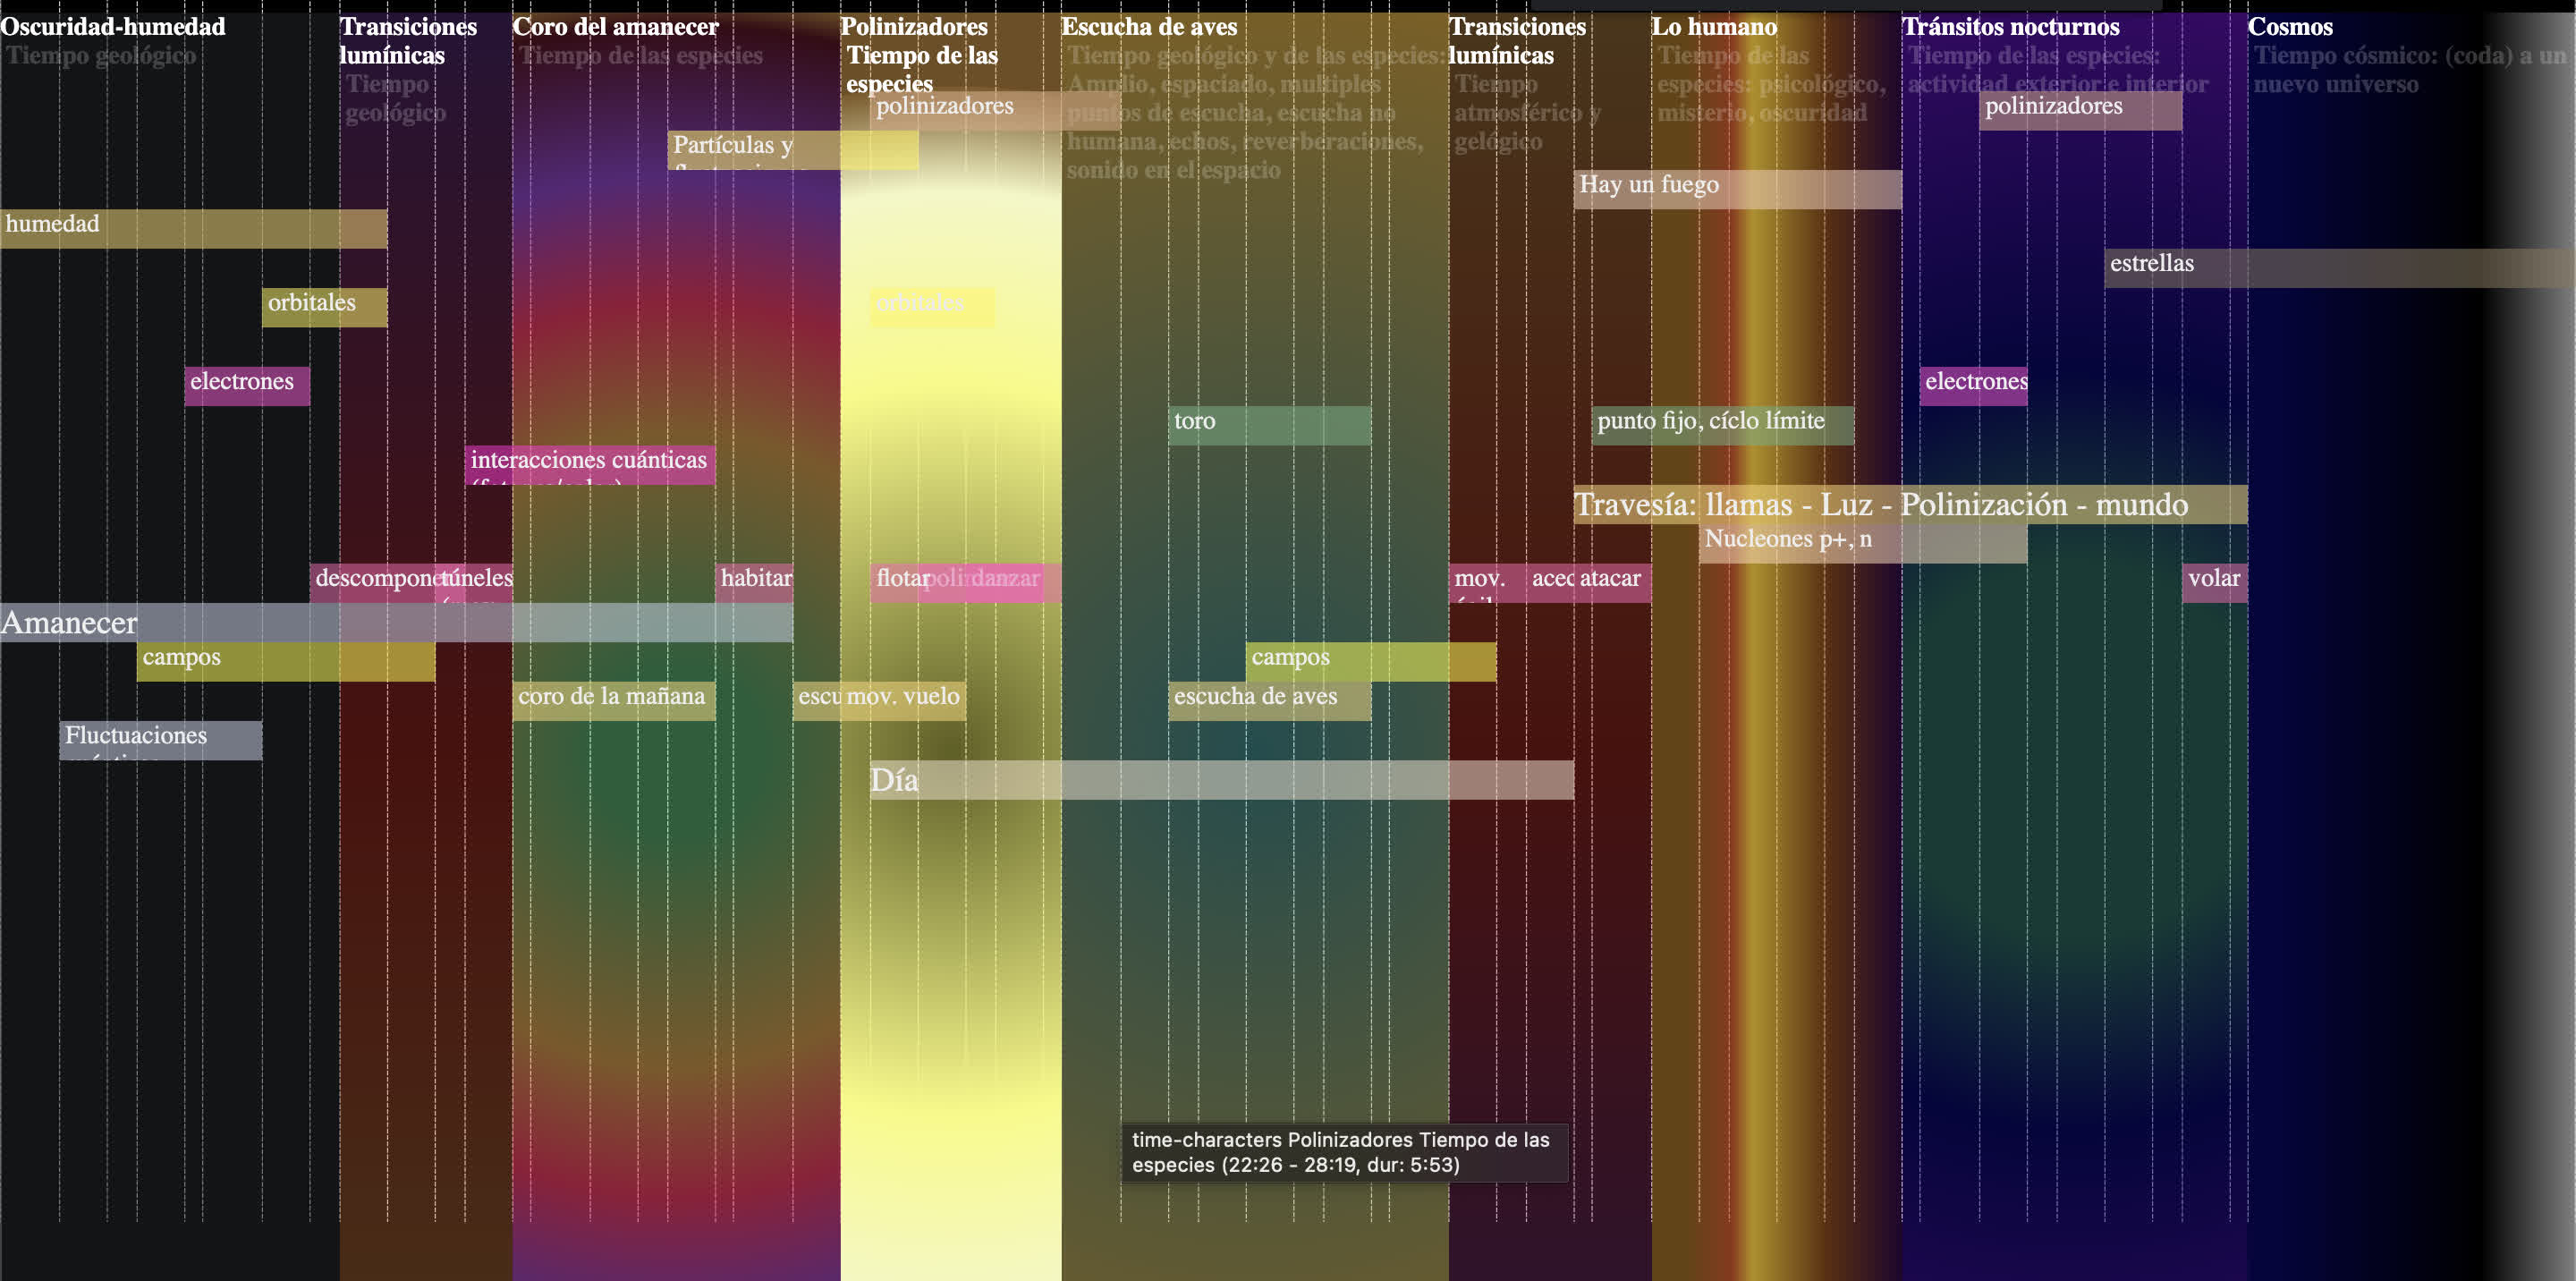 Oscuridad-humedad
Tiempo geológico
Transiciones
lumínicas
Tiempo
geológico
Coro del amanecer
Tiempo de las especies
Polinizadores
Tiempo de las
especies
Escucha de aves
Tiempo geológico y de las especies:
Amplio, espaciado, multiples
puntos de escucha, escucha no
humana, echos, reverberaciones,
sonido en el espacio
Transiciones
lumínicas
Tiempo
atmosférico y
gelógico
Lo humano
Tiempo de las
especies: psicológico,
misterio, oscuridad
Tránsitos nocturnos
Tiempo de las especies:
actividad exterior e interior
Cosmos
Tiempo cósmico: (coda) a un
nuevo universo
polinizadores
polinizadores
Partículas y
Hay un fuego
humedad
estrellas
orbitales
orbitales
electrones
electrones
toro
punto fijo, cíclo límite
interacciones cuánticas
Travesía: llamas - Luz - Polinización - mundo
Nucleones p+, n
túneles
habitar
flotar
danzar
mov.
atacar
volar
Amanecer
campos
campos
coro de la mañana
mov. vuelo
escucha de aves
Fluctuaciones
Día
time-characters Polinizadores Tiempo de las
especies (22:26 - 28:19, dur: 5:53)